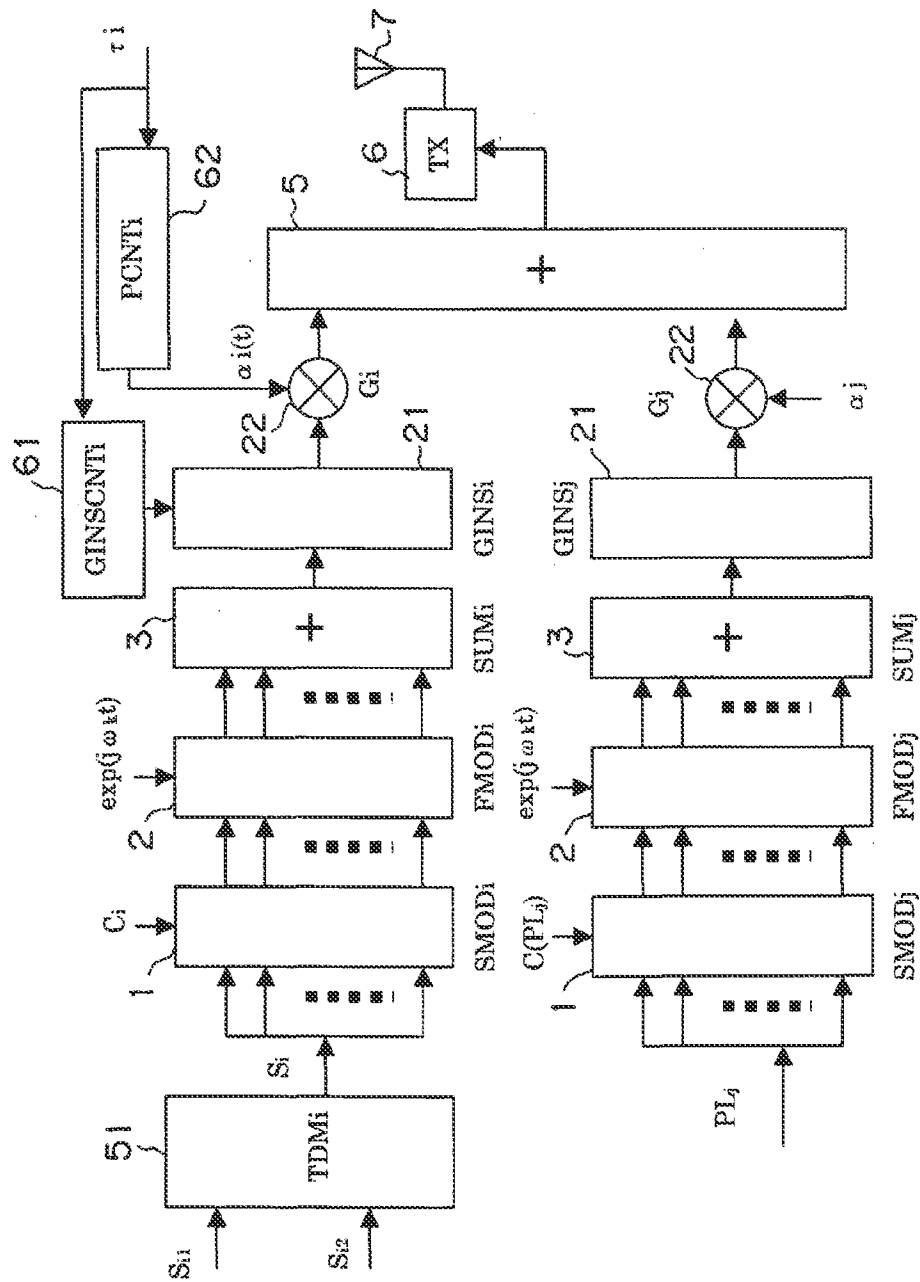 τi
61
GINSCNTi
PCNTi
62
αi(t)
7
6
TX
5
+
51
TDMi
Si1
Si2
Si
Ci
1
SMODi
exp(jωkt)
2
FMODi
3
+
SUMi
21
GINSi
22
Gi
PLj
C(PLj)
1
SMODj
exp(jωkt)
2
FMODj
3
+
SUMj
21
GINSj
22
Gj
αj